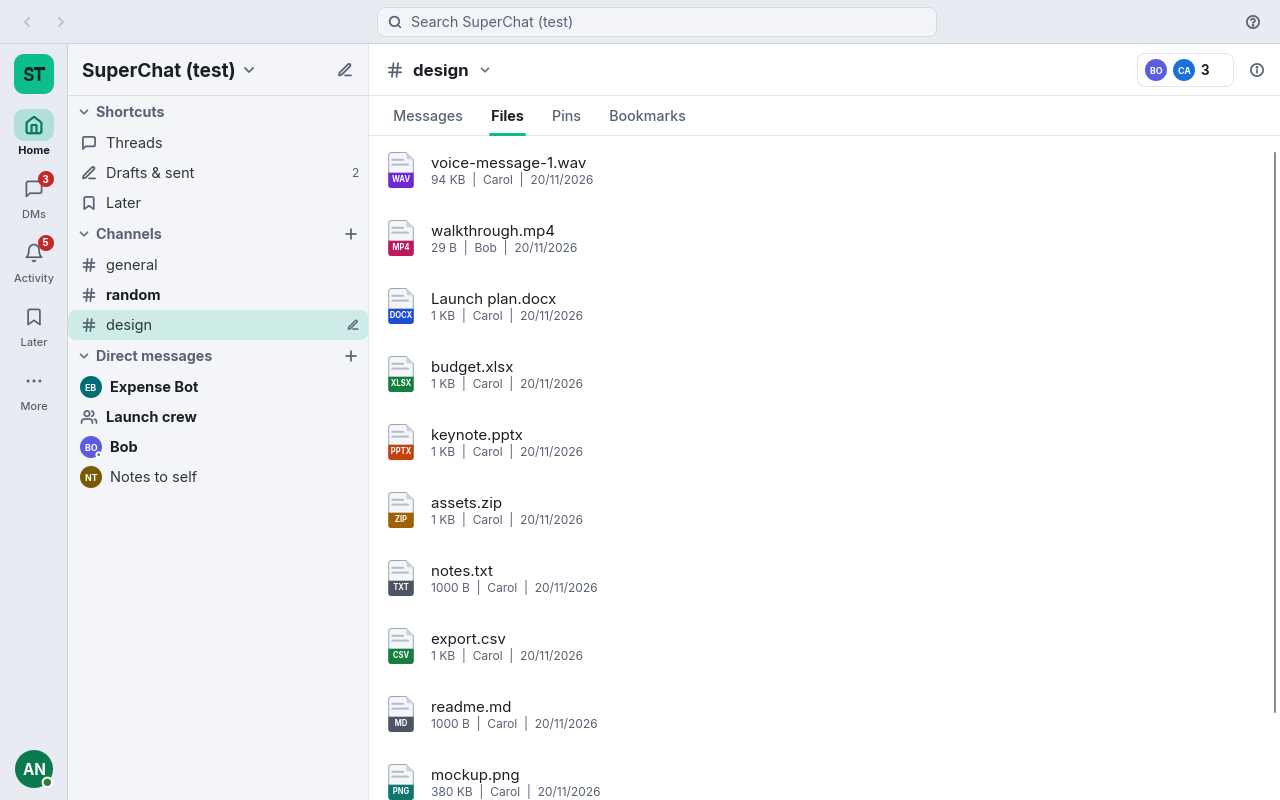 Search SuperChat (test)
ST
Home
3
DMs
5
Activity
Later
More
AN
SuperChat (test)
Shortcuts
Threads
Drafts & sent 2
Later
Channels
general
random
design
Direct messages
EB Expense Bot
Launch crew
BO Bob
NT Notes to self
# design
BO CA 3
Messages Files Pins Bookmarks
WAV voice-message-1.wav
94 KB | Carol | 20/11/2026
MP4 walkthrough.mp4
29 B | Bob | 20/11/2026
DOCX Launch plan.docx
1 KB | Carol | 20/11/2026
XLSX budget.xlsx
1 KB | Carol | 20/11/2026
PPTX keynote.pptx
1 KB | Carol | 20/11/2026
ZIP assets.zip
1 KB | Carol | 20/11/2026
TXT notes.txt
1000 B | Carol | 20/11/2026
CSV export.csv
1 KB | Carol | 20/11/2026
MD readme.md
1000 B | Carol | 20/11/2026
PNG mockup.png
380 KB | Carol | 20/11/2026